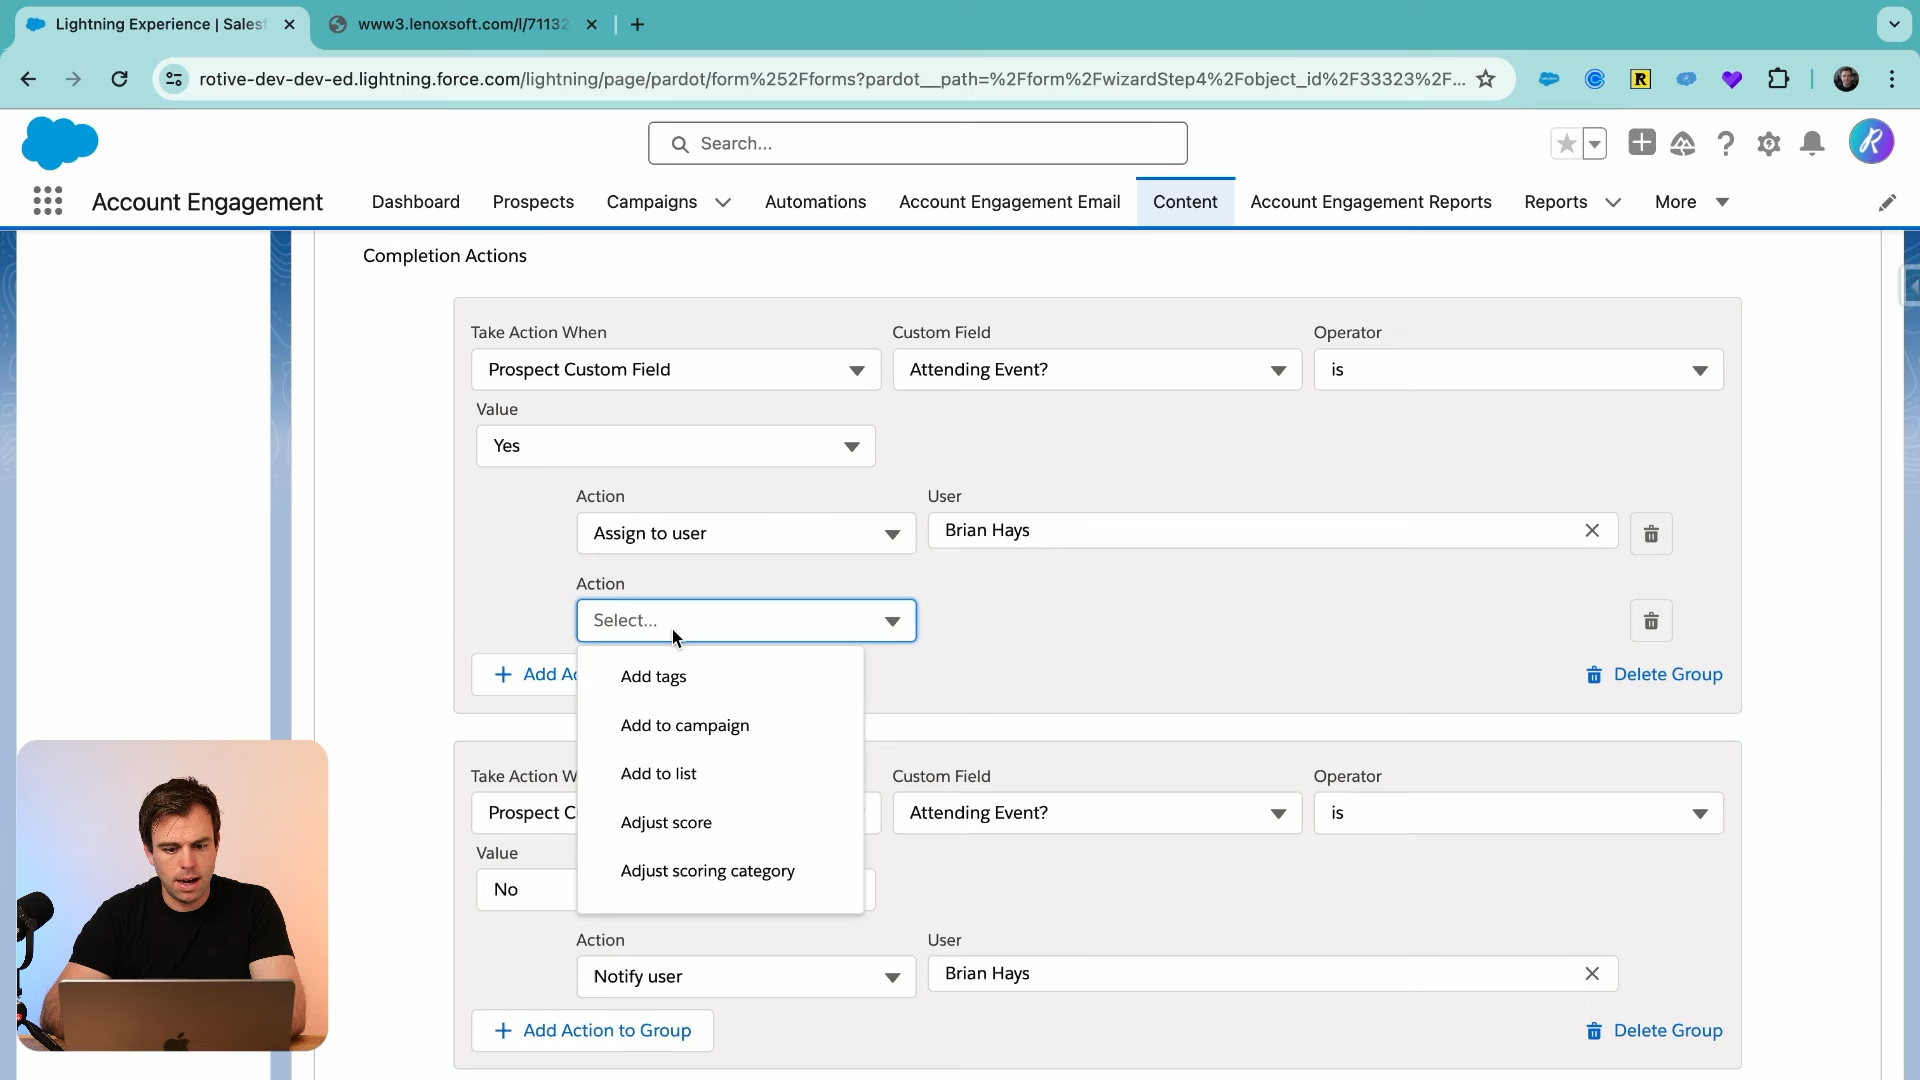 Lightning Experience | Salesf
www3.lenoxsoft.com/l/71132
rotive-dev-dev-ed.lightning.force.com/lightning/page/pardot/form%252Fforms?pardot__path=%2Fform%2FwizardStep4%2Fobject_id%2F33323%2F...
Search...
Account Engagement
Dashboard
Prospects
Campaigns
Automations
Account Engagement Email
Content
Account Engagement Reports
Reports
More
Completion Actions
Take Action When
Custom Field
Operator
Prospect Custom Field
Attending Event?
is
Value
Yes
Action
User
Assign to user
Brian Hays
Action
Select...
Add Ac
Delete Group
Add tags
Add to campaign
Add to list
Adjust score
Adjust scoring category
Take Action W
Custom Field
Operator
Prospect C
Attending Event?
is
Value
No
Action
User
Notify user
Brian Hays
Add Action to Group
Delete Group